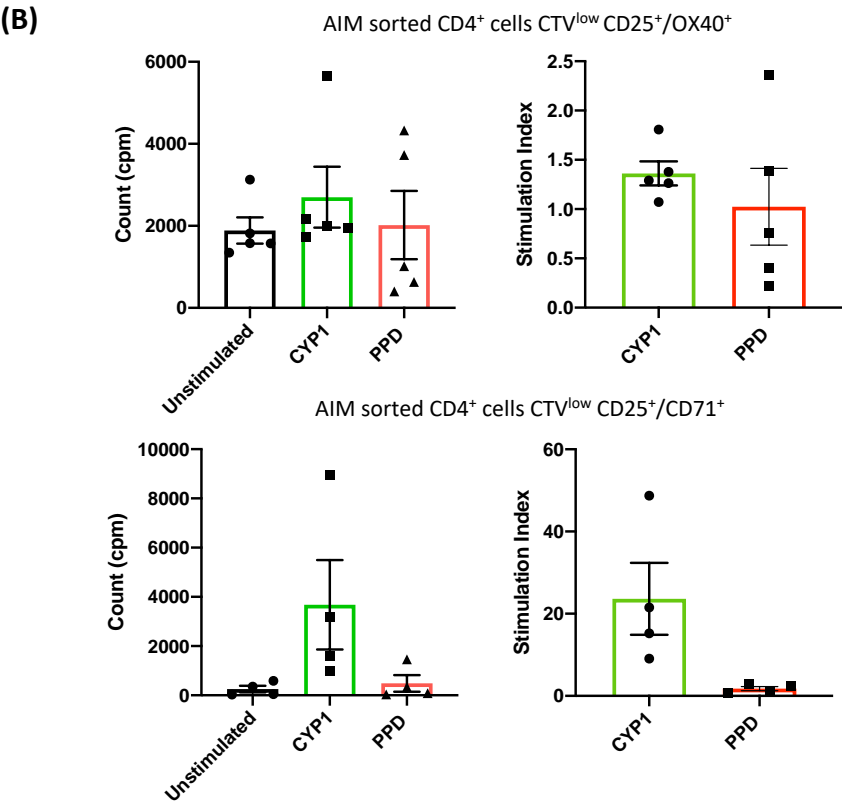 (B)
AIM sorted CD4⁺ cells CTVˡᵒʷ CD25⁺/OX40⁺
Count (cpm)
6000
4000
2000
0
Unstimulated
CYP1
PPD
Stimulation Index
2.5
2.0
1.5
1.0
0.5
0.0
CYP1
PPD
AIM sorted CD4⁺ cells CTVˡᵒʷ CD25⁺/CD71⁺
Count (cpm)
10000
8000
6000
4000
2000
0
Unstimulated
CYP1
PPD
Stimulation Index
60
40
20
0
CYP1
PPD